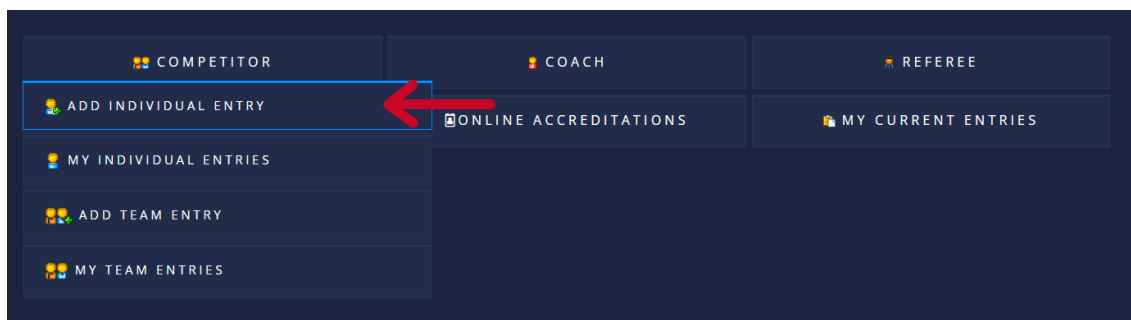 COMPETITOR
COACH
REFEREE
ADD INDIVIDUAL ENTRY
ONLINE ACCREDITATIONS
MY CURRENT ENTRIES
MY INDIVIDUAL ENTRIES
ADD TEAM ENTRY
MY TEAM ENTRIES